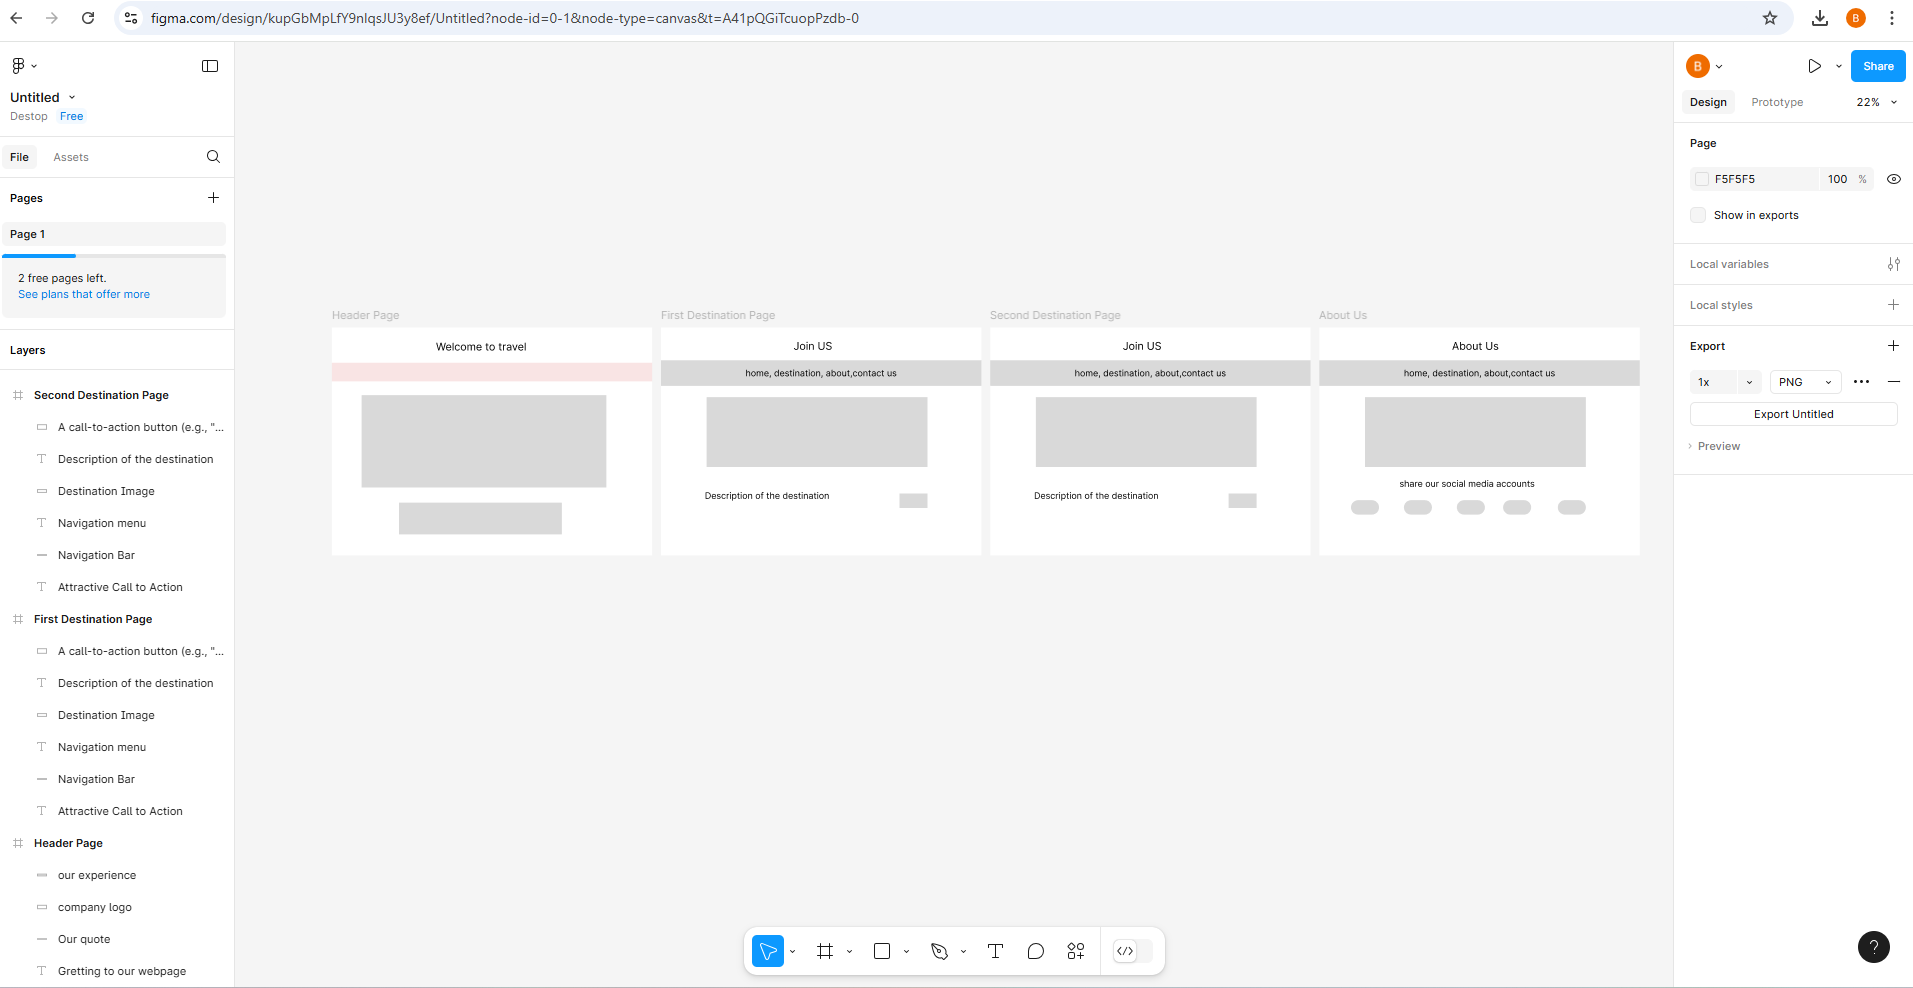 figma.com/design/kupGbMpLfY9nIqsJU3y8ef/Untitled?node-id=0-1&node-type=canvas&t=A41pQGiTcuopPzdb-0
B
Untitled
Destop Free
File Assets
Pages
Page 1
2 free pages left.
See plans that offer more
Layers
Second Destination Page
A call-to-action button (e.g., "...
Description of the destination
Destination Image
Navigation menu
Navigation Bar
Attractive Call to Action
First Destination Page
A call-to-action button (e.g., "...
Description of the destination
Destination Image
Navigation menu
Navigation Bar
Attractive Call to Action
Header Page
our experience
company logo
Our quote
Gretting to our webpage
Header Page
Welcome to travel
First Destination Page
Join US
home, destination, about,contact us
Description of the destination
Second Destination Page
Join US
home, destination, about,contact us
Description of the destination
About Us
About Us
home, destination, about,contact us
share our social media accounts
B
Share
Design Prototype 22%
Page
F5F5F5 100 %
Show in exports
Local variables
Local styles
Export
1x PNG
Export Untitled
Preview
?